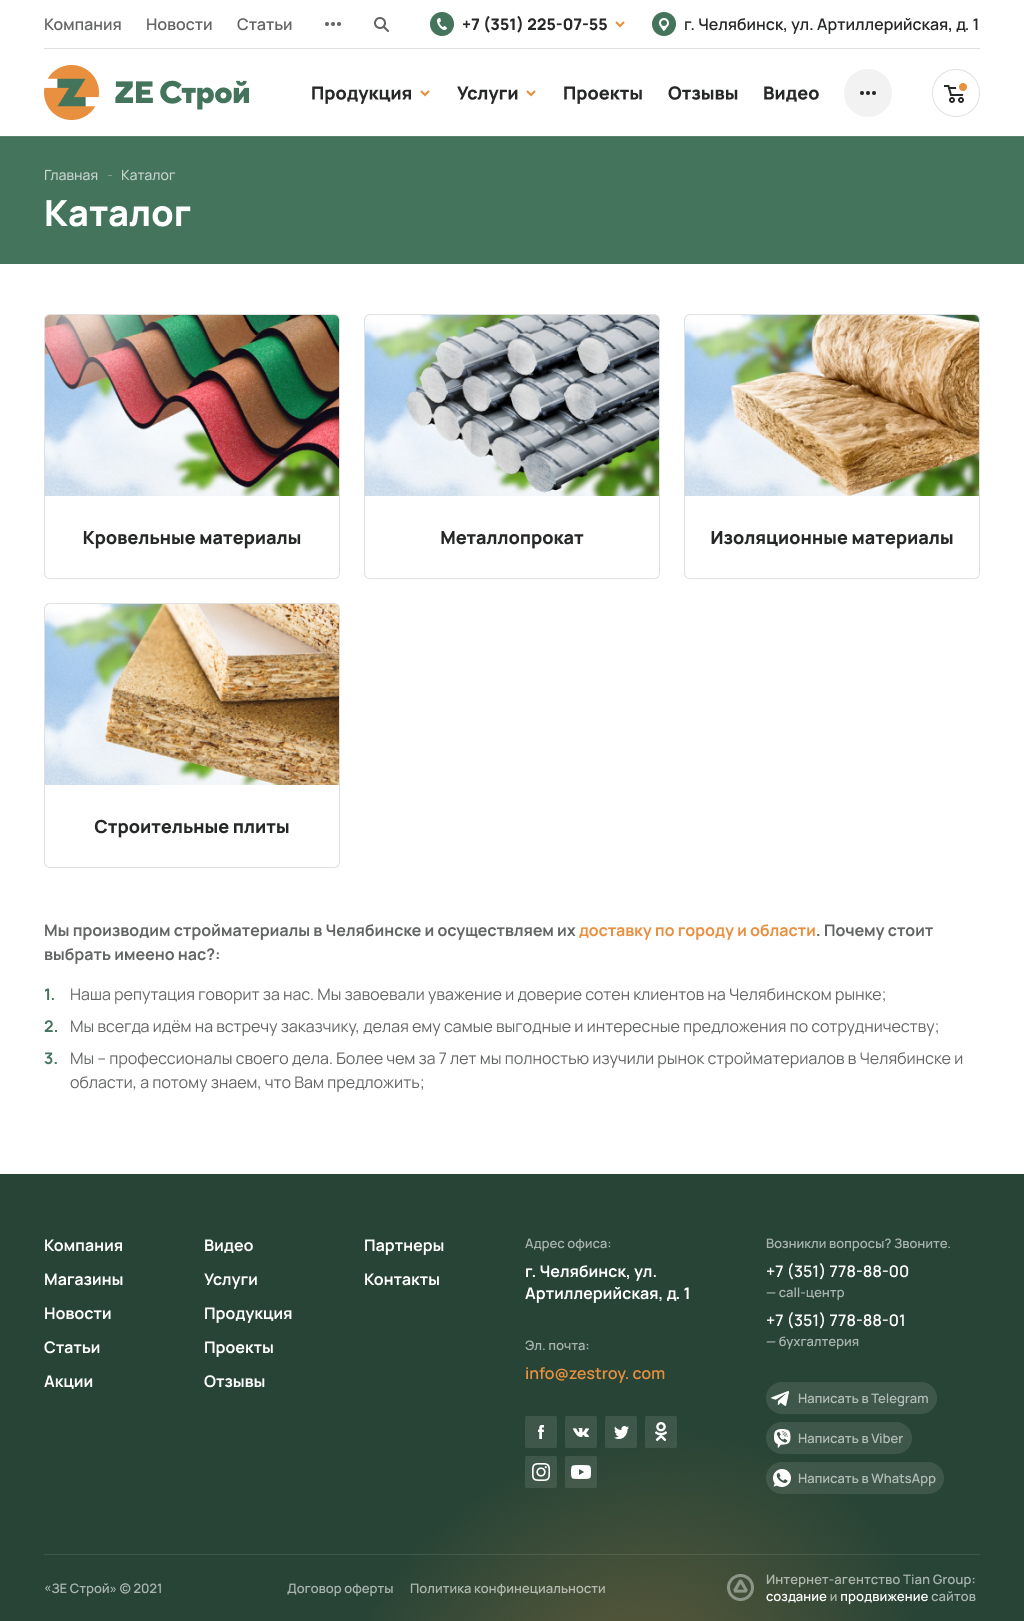 Компания Новости Статьи
+7 (351) 225-07-55 г. Челябинск, ул. Артиллерийская, д. 1
Z ZE Строй
Продукция Услуги Проекты Отзывы Видео
Главная - Каталог
Каталог
Кровельные материалы
Металлопрокат
Изоляционные материалы
Строительные плиты
Мы производим стройматериалы в Челябинске и осуществляем их доставку по городу и области. Почему стоит
выбрать имеено нас?:
1. Наша репутация говорит за нас. Мы завоевали уважение и доверие сотен клиентов на Челябинском рынке;
2. Мы всегда идём на встречу заказчику, делая ему самые выгодные и интересные предложения по сотрудничеству;
3. Мы – профессионалы своего дела. Более чем за 7 лет мы полностью изучили рынок стройматериалов в Челябинске и
области, а потому знаем, что Вам предложить;
Компания
Магазины
Новости
Статьи
Акции
Видео
Услуги
Продукция
Проекты
Отзывы
Партнеры
Контакты
Адрес офиса:
г. Челябинск, ул.
Артиллерийская, д. 1
Эл. почта:
info@zestroy. com
Возникли вопросы? Звоните.
+7 (351) 778-88-00
— call-центр
+7 (351) 778-88-01
— бухгалтерия
Написать в Telegram
Написать в Viber
Написать в WhatsApp
«ЗЕ Строй» © 2021
Договор оферты Политика конфинециальности
Интернет-агентство Tian Group:
создание и продвижение сайтов